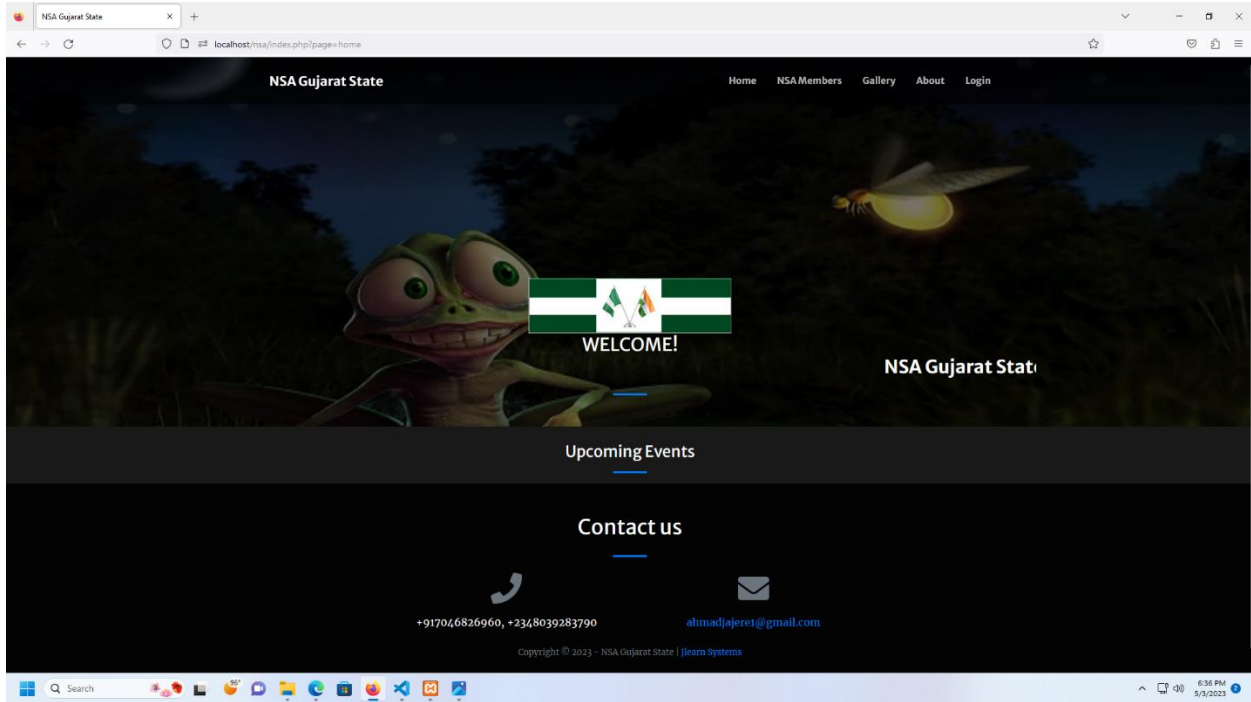 NSA Gujarat State
localhost/nsa/index.php?page=home
NSA Gujarat State Home NSA Members Gallery About Login
WELCOME!
NSA Gujarat Stat
Upcoming Events
Contact us
+917046826960, +2348039283790 ahmadjajere1@gmail.com
Copyright © 2023 - NSA Gujarat State | Jlearn Systems
Search 96° 6:36 PM
5/3/2023 2